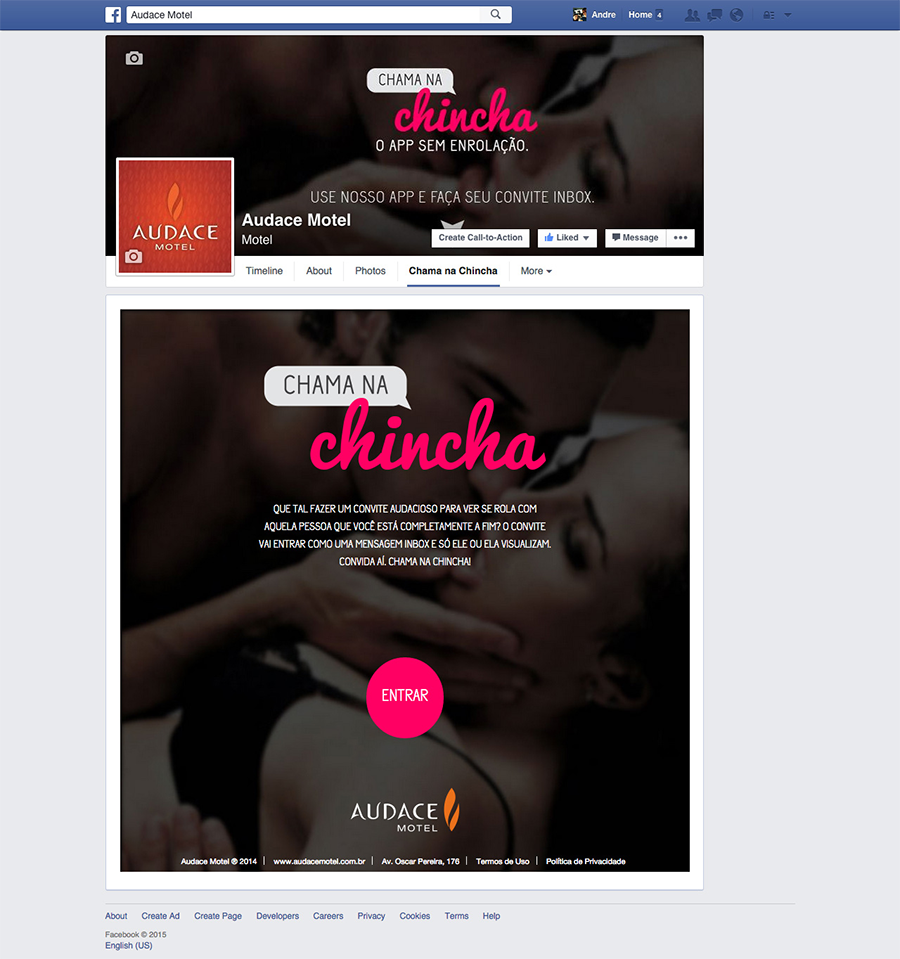 Audace Motel
Andre
Home 4
CHAMA NA
chincha
O APP SEM ENROLAÇÃO.
USE NOSSO APP E FAÇA SEU CONVITE INBOX.
AUDACE
MOTEL
Audace Motel
Motel
Create Call-to-Action
Liked
Message
Timeline
About
Photos
Chama na Chincha
More
CHAMA NA
chincha
QUE TAL FAZER UM CONVITE AUDACIOSO PARA VER SE ROLA COM
AQUELA PESSOA QUE VOCÊ ESTÁ COMPLETAMENTE A FIM? O CONVITE
VAI ENTRAR COMO UMA MENSAGEM INBOX E SÓ ELE OU ELA VISUALIZAM.
CONVIDA AÍ. CHAMA NA CHINCHA!
ENTRAR
AUDACE
MOTEL
Audace Motel ® 2014 | www.audacemotel.com.br | Av. Oscar Pereira, 176 | Termos de Uso | Política de Privacidade
About Create Ad Create Page Developers Careers Privacy Cookies Terms Help
Facebook © 2015
English (US)